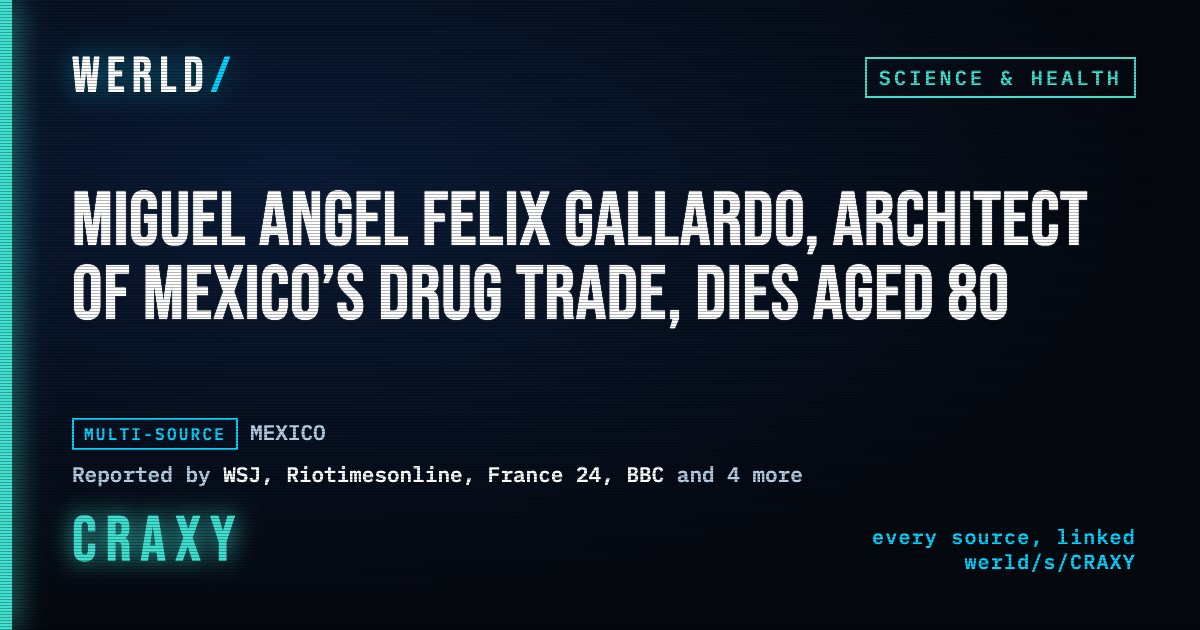 WERLD/
SCIENCE & HEALTH
MIGUEL ANGEL FELIX GALLARDO, ARCHITECT
OF MEXICO’S DRUG TRADE, DIES AGED 80
MULTI-SOURCE MEXICO
Reported by WSJ, Riotimesonline, France 24, BBC and 4 more
CRAXY
every source, linked
werld/s/CRAXY